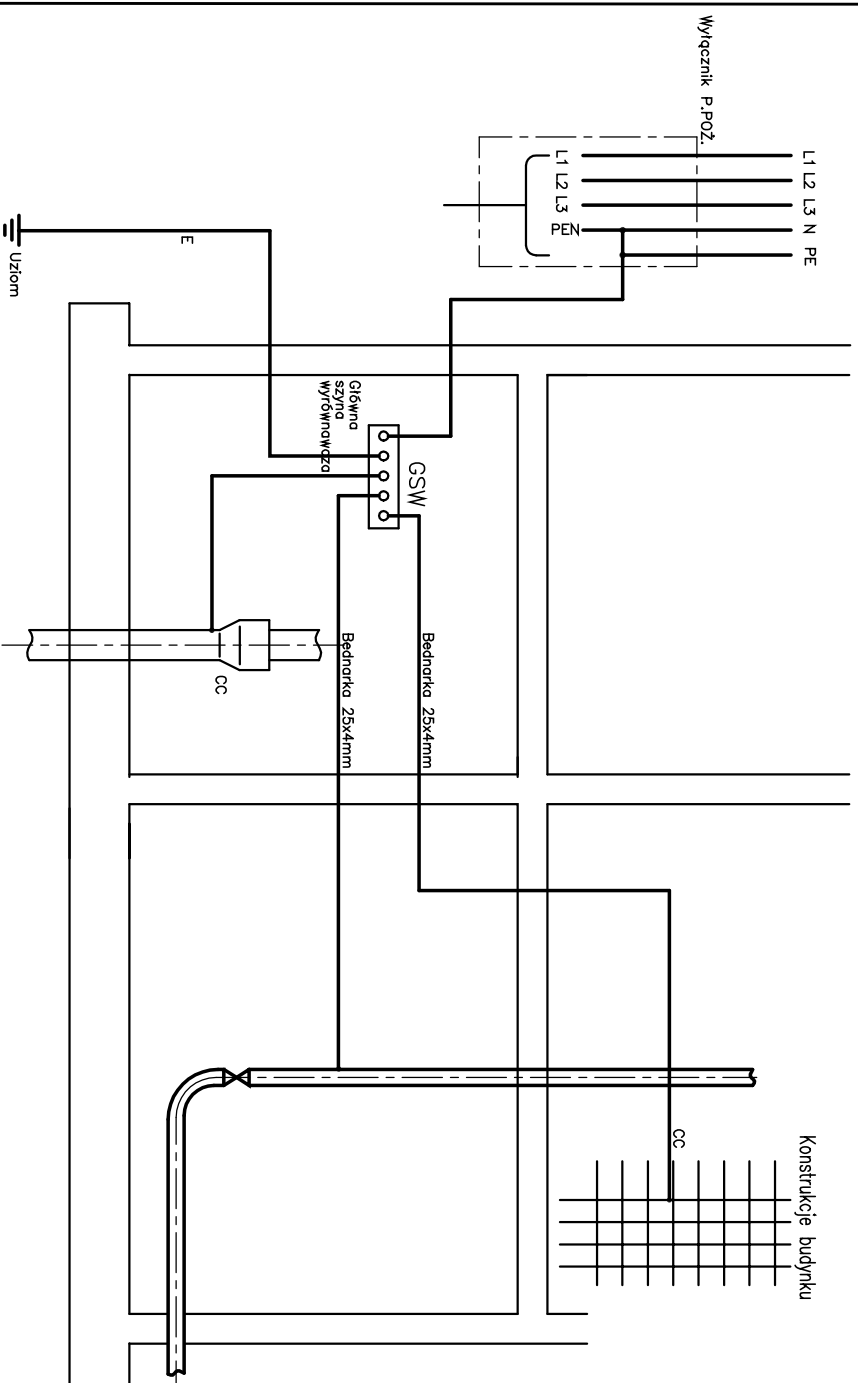 Wyłącznik P.POŻ.
L1 L2 L3 N PE
L1 L2 L3
PEN
E
Uziom
Główna
szyna
wyrównawcza
GSW
CC
Bednarka 25x4mm
Bednarka 25x4mm
CC
Konstrukcje budynku